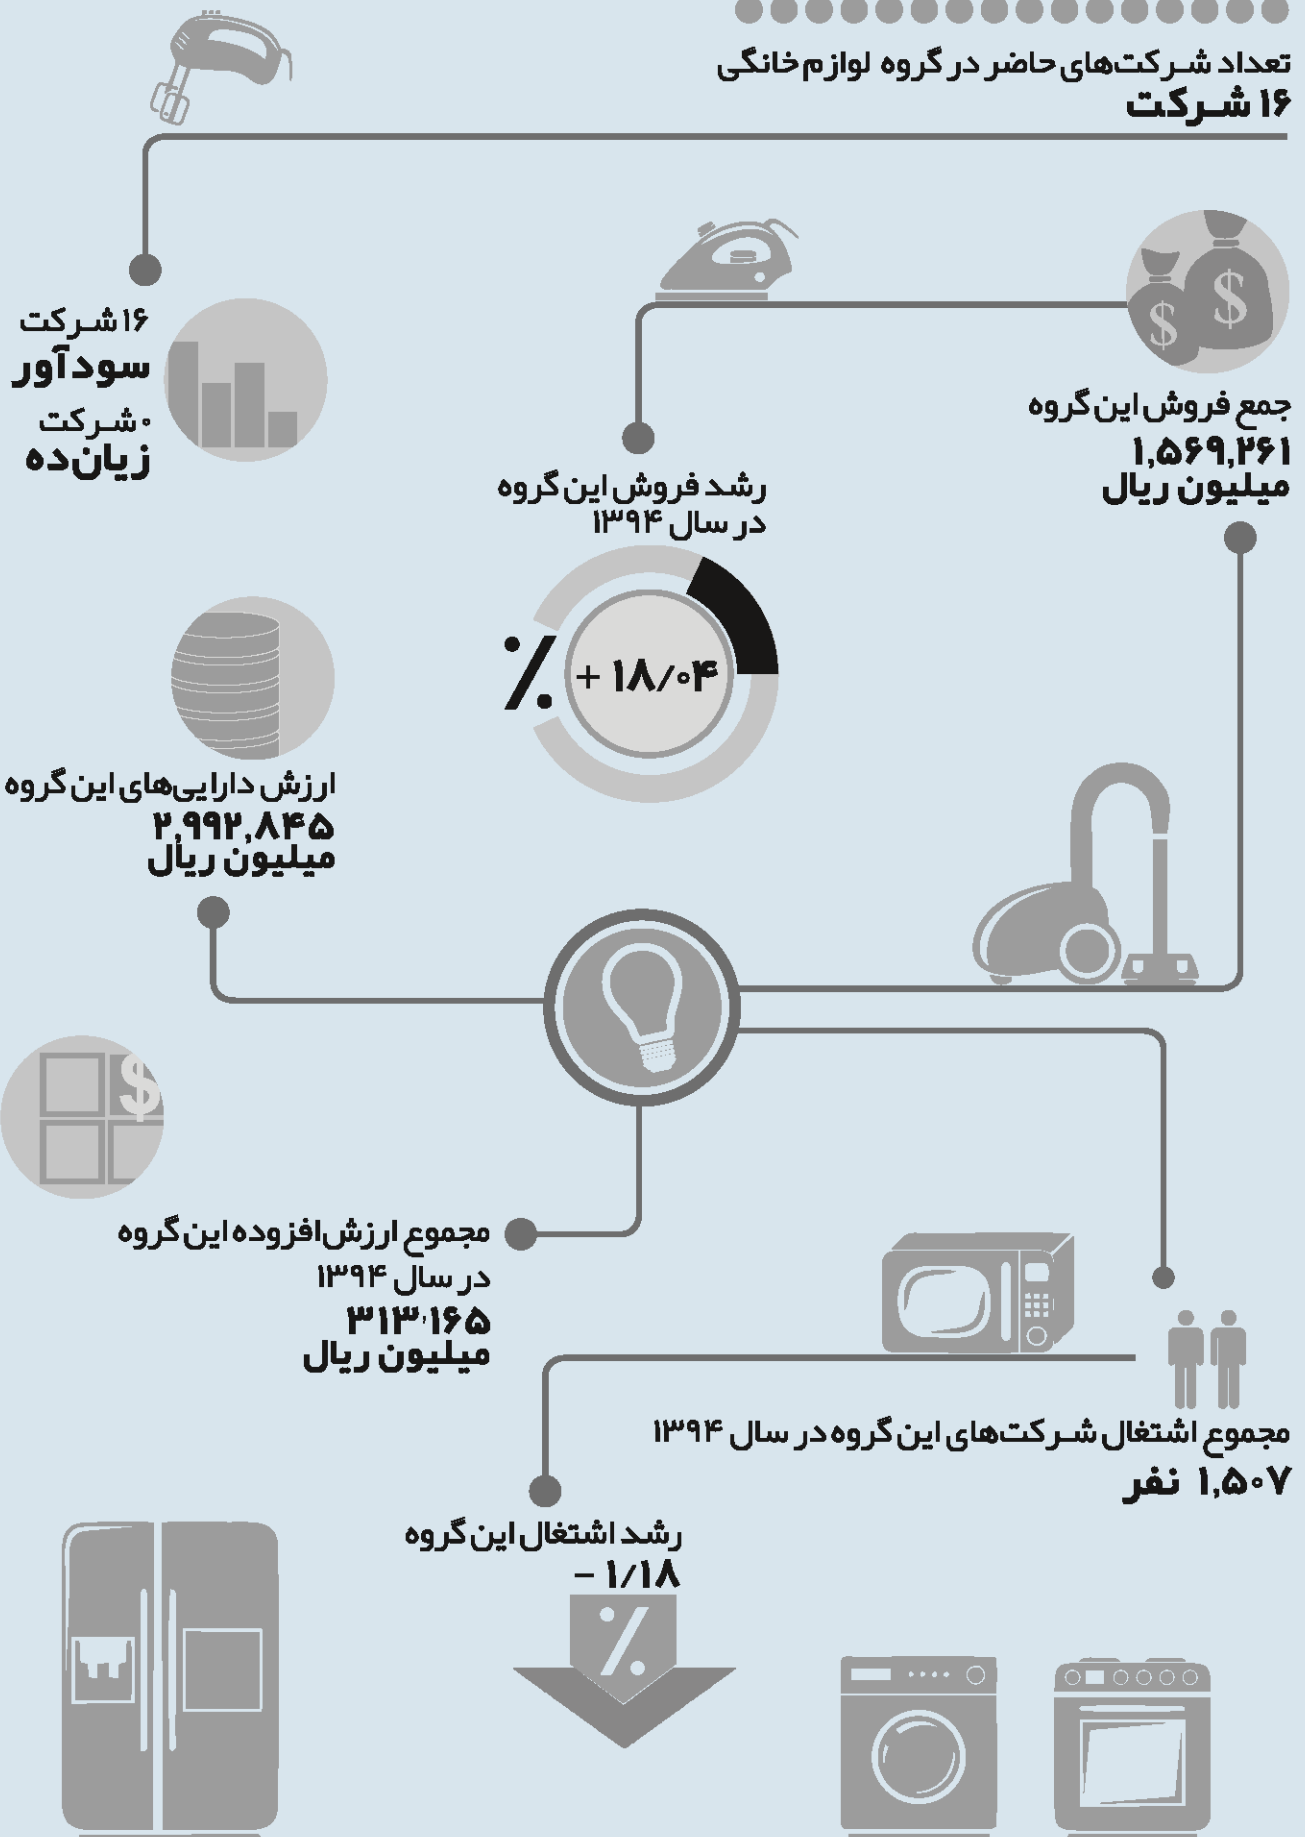 تعداد شرکت‌های حاضر در گروه لوازم خانگی
۱۶ شرکت
۱۶ شرکت
سودآور
۰ شرکت
زیان‌ده
جمع فروش این گروه
۱,۵۶۹,۲۶۱
میلیون ریال
رشد فروش این گروه
در سال ۱۳۹۴
+ ۱۸/۰۴ ٪
ارزش دارایی‌های این گروه
۲,۹۹۲,۸۴۵
میلیون ریال
مجموع ارزش‌افزوده این گروه
در سال ۱۳۹۴
۳۱۳,۱۶۵
میلیون ریال
مجموع اشتغال شرکت‌های این گروه در سال ۱۳۹۴
۱,۵۰۷ نفر
رشد اشتغال این گروه
– ۱/۱۸
٪
$
$
$